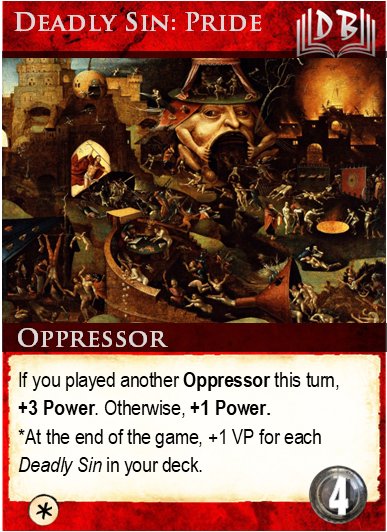 Deadly Sin: Pride
DB
Oppressor
If you played another Oppressor this turn,
+3 Power. Otherwise, +1 Power.
*At the end of the game, +1 VP for each
Deadly Sin in your deck.
*
4